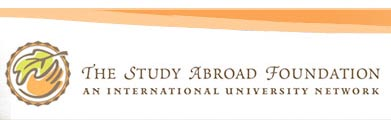 THE STUDY ABROAD FOUNDATION
AN INTERNATIONAL UNIVERSITY NETWORK